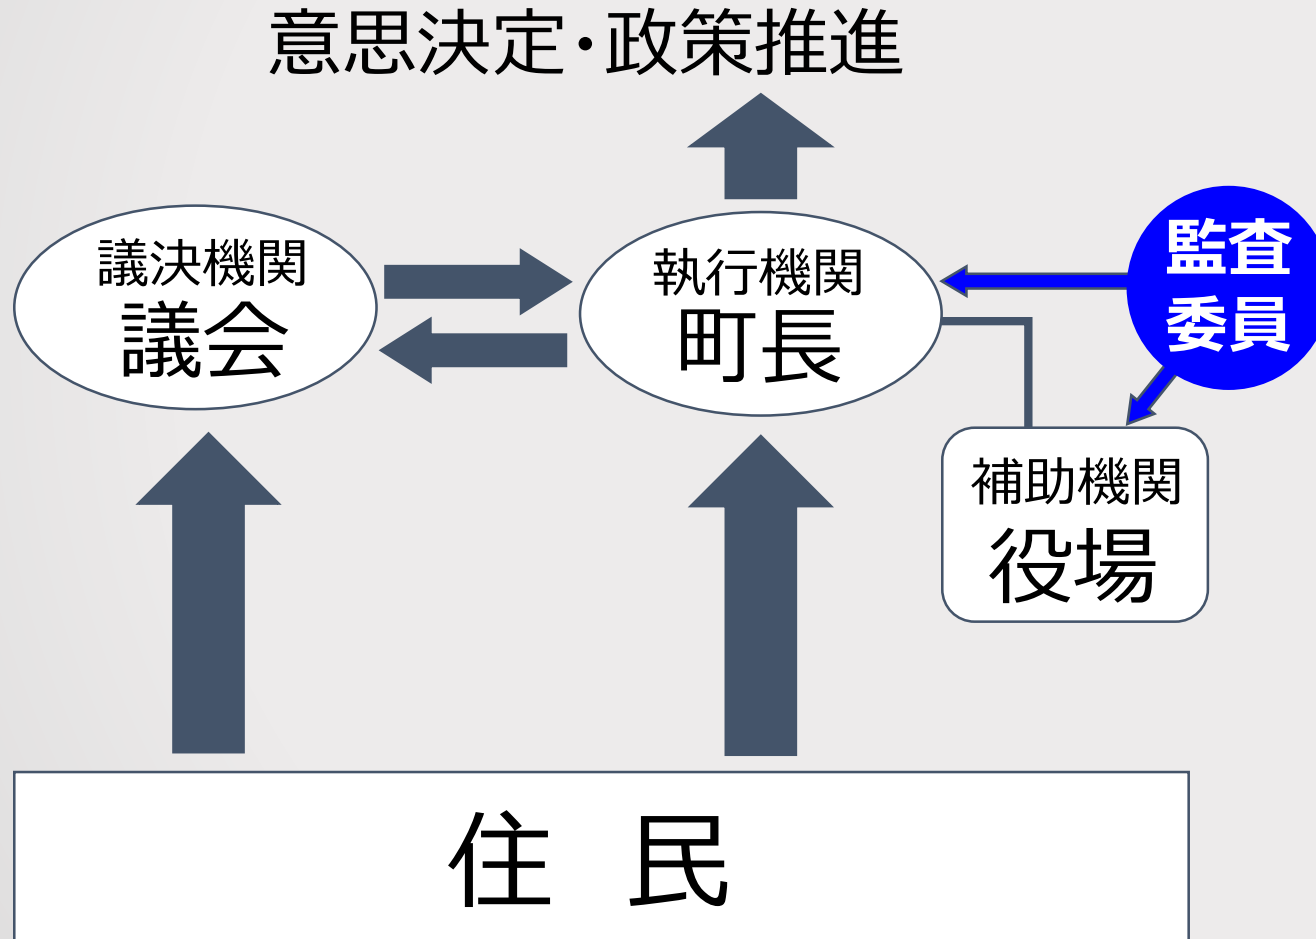 意思決定・政策推進
議決機関
議会
執行機関
町長
監査
委員
補助機関
役場
住 民